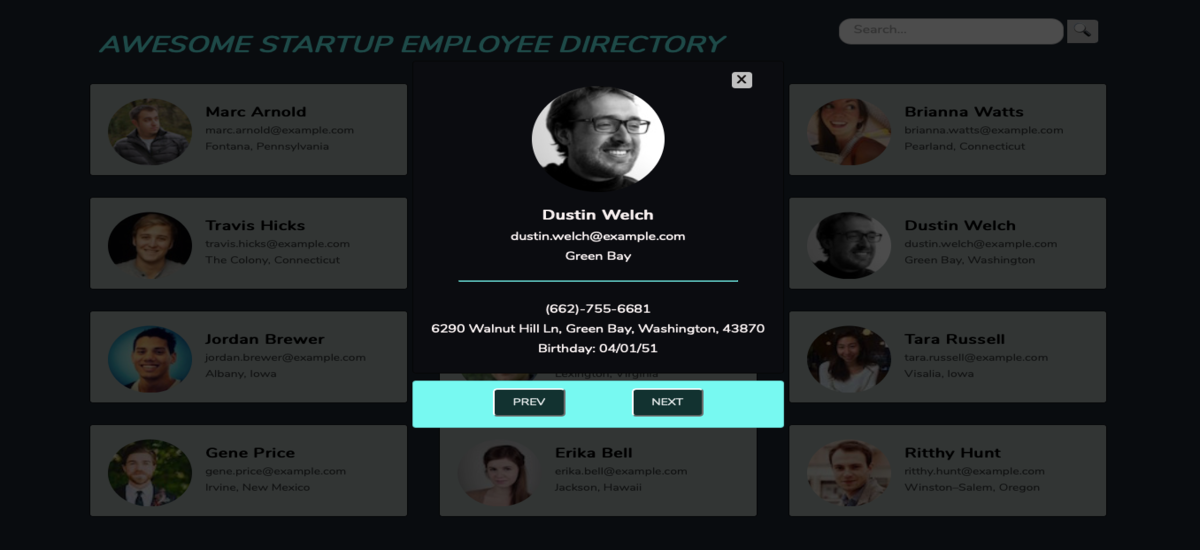 AWESOME STARTUP EMPLOYEE DIRECTORY
Search...
Marc Arnold
marc.arnold@example.com
Fontana, Pennsylvania
Brianna Watts
brianna.watts@example.com
Pearland, Connecticut
Travis Hicks
travis.hicks@example.com
The Colony, Connecticut
Dustin Welch
dustin.welch@example.com
Green Bay
(662)-755-6681
6290 Walnut Hill Ln, Green Bay, Washington, 43870
Birthday: 04/01/51
Dustin Welch
dustin.welch@example.com
Green Bay, Washington
Jordan Brewer
jordan.brewer@example.com
Albany, Iowa
Lexington, Virginia
PREV
NEXT
Tara Russell
tara.russell@example.com
Visalia, Iowa
Gene Price
gene.price@example.com
Irvine, New Mexico
Erika Bell
erika.bell@example.com
Jackson, Hawaii
Ritthy Hunt
ritthy.hunt@example.com
Winston–Salem, Oregon